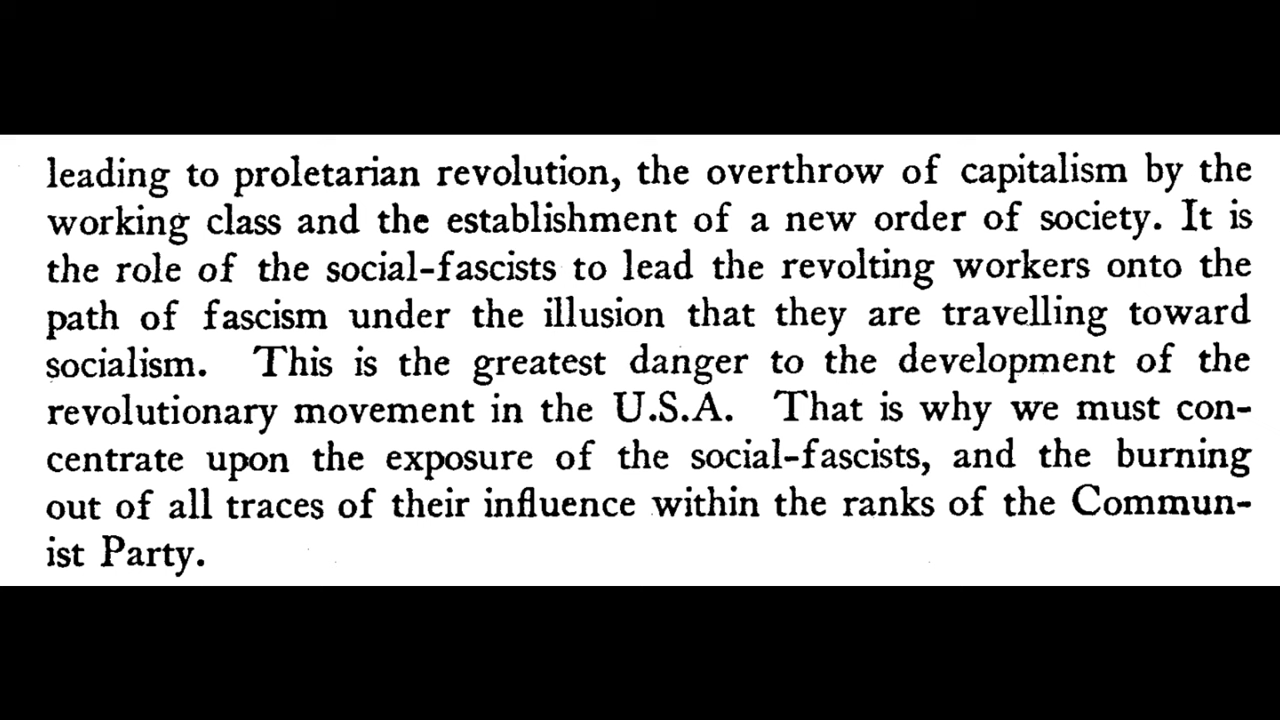 leading to proletarian revolution, the overthrow of capitalism by the
working class and the establishment of a new order of society. It is
the role of the social-fascists to lead the revolting workers onto the
path of fascism under the illusion that they are travelling toward
socialism. This is the greatest danger to the development of the
revolutionary movement in the U.S.A. That is why we must con-
centrate upon the exposure of the social-fascists, and the burning
out of all traces of their influence within the ranks of the Commun-
ist Party.